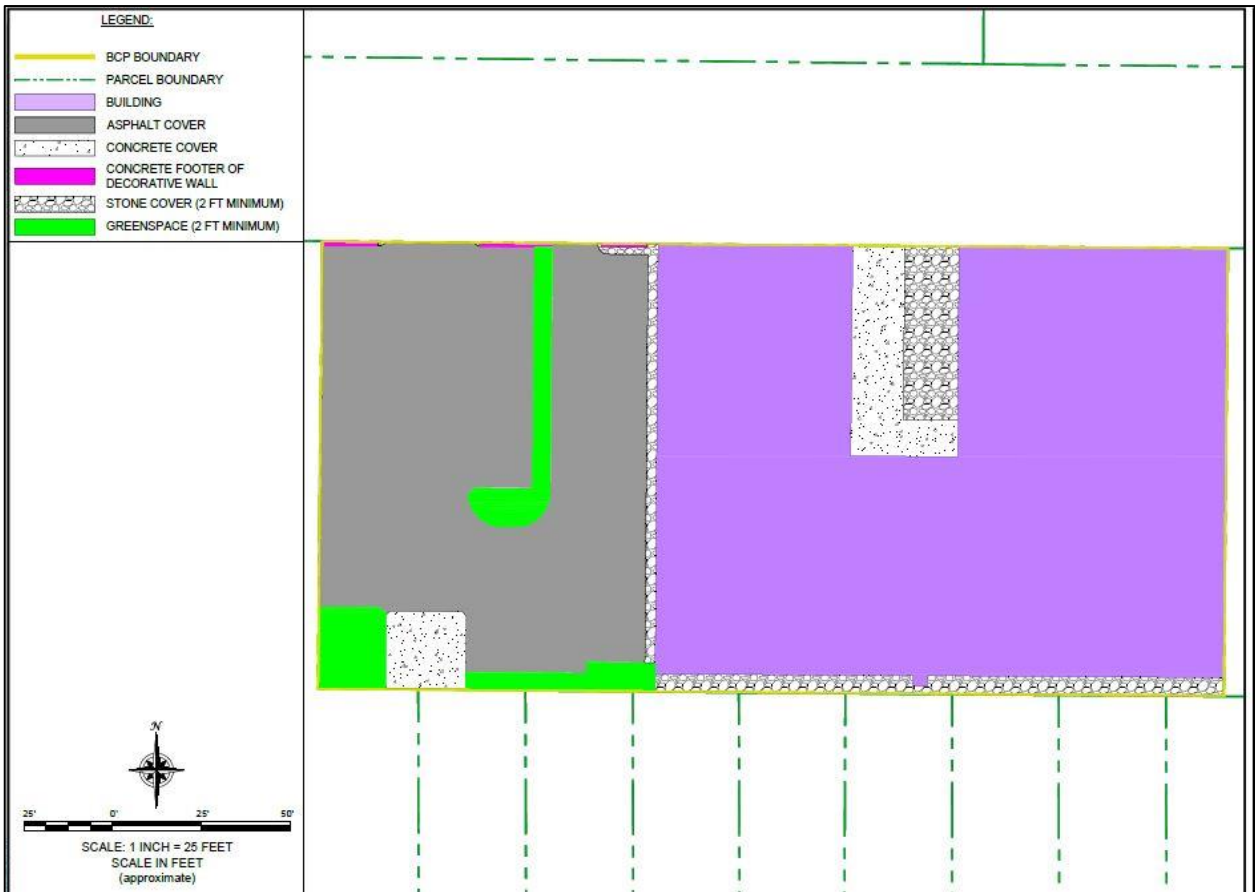 LEGEND:
BCP BOUNDARY
PARCEL BOUNDARY
BUILDING
ASPHALT COVER
CONCRETE COVER
CONCRETE FOOTER OF
DECORATIVE WALL
STONE COVER (2 FT MINIMUM)
GREENSPACE (2 FT MINIMUM)
N
25' 0' 25' 50'
SCALE: 1 INCH = 25 FEET
SCALE IN FEET
(approximate)